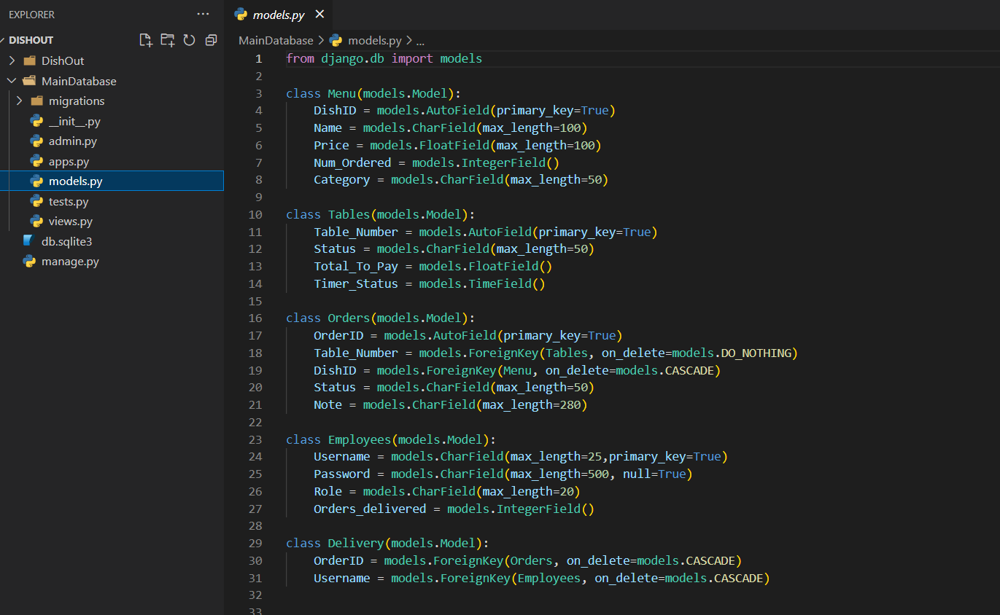 EXPLORER
···
DISHOUT
DishOut
MainDatabase
migrations
__init__.py
admin.py
apps.py
models.py
tests.py
views.py
db.sqlite3
manage.py
models.py
MainDatabase > models.py > ...
1 from django.db import models
2
3 class Menu(models.Model):
4     DishID = models.AutoField(primary_key=True)
5     Name = models.CharField(max_length=100)
6     Price = models.FloatField(max_length=100)
7     Num_Ordered = models.IntegerField()
8     Category = models.CharField(max_length=50)
9
10 class Tables(models.Model):
11     Table_Number = models.AutoField(primary_key=True)
12     Status = models.CharField(max_length=50)
13     Total_To_Pay = models.FloatField()
14     Timer_Status = models.TimeField()
15
16 class Orders(models.Model):
17     OrderID = models.AutoField(primary_key=True)
18     Table_Number = models.ForeignKey(Tables, on_delete=models.DO_NOTHING)
19     DishID = models.ForeignKey(Menu, on_delete=models.CASCADE)
20     Status = models.CharField(max_length=50)
21     Note = models.CharField(max_length=280)
22
23 class Employees(models.Model):
24     Username = models.CharField(max_length=25,primary_key=True)
25     Password = models.CharField(max_length=500, null=True)
26     Role = models.CharField(max_length=20)
27     Orders_delivered = models.IntegerField()
28
29 class Delivery(models.Model):
30     OrderID = models.ForeignKey(Orders, on_delete=models.CASCADE)
31     Username = models.ForeignKey(Employees, on_delete=models.CASCADE)
32
33